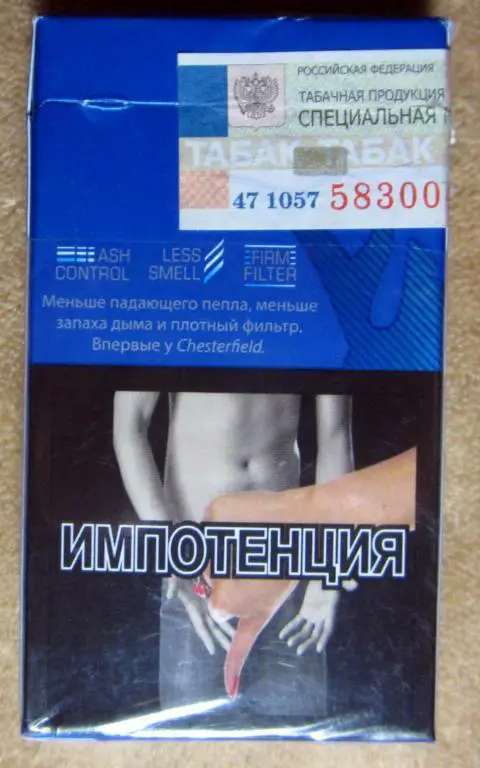 РОССИЙСКАЯ ФЕДЕРАЦИЯ
ТАБАЧНАЯ ПРОДУКЦИЯ
СПЕЦИАЛЬНАЯ
ТАБАК ТАБАК
47 1057 58300
ASH CONTROL
LESS SMELL
FIRM FILTER
Меньше падающего пепла, меньше
запаха дыма и плотный фильтр.
Впервые у Chesterfield.
ИМПОТЕНЦИЯ